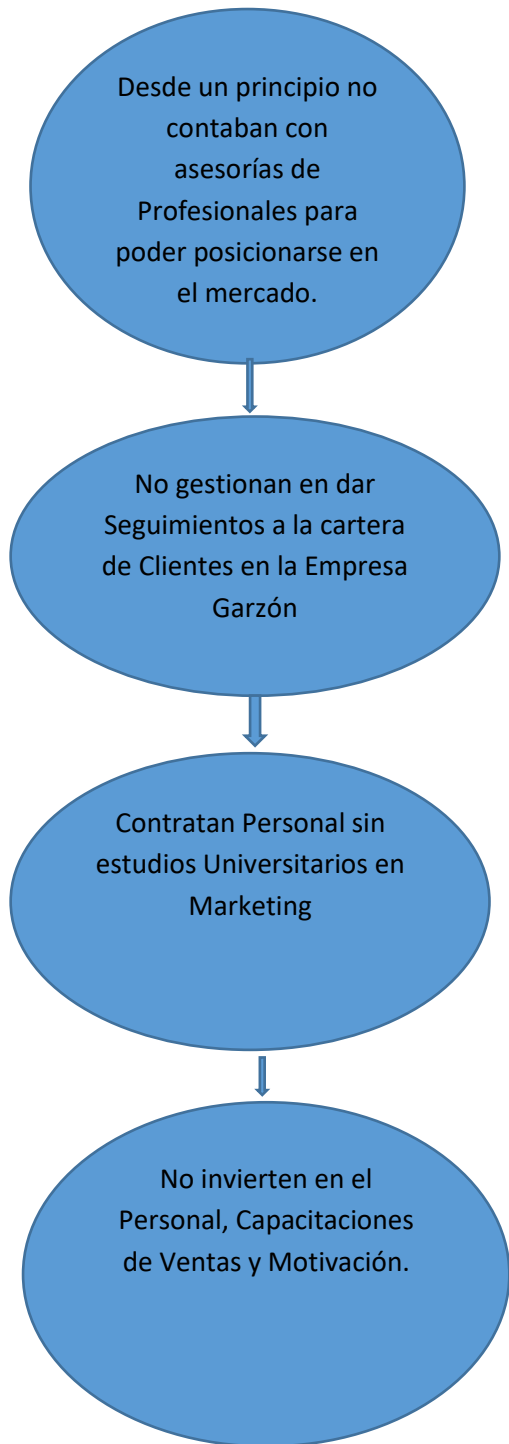 Desde un principio no
contaban con
asesorías de
Profesionales para
poder posicionarse en
el mercado.
No gestionan en dar
Seguimientos a la cartera
de Clientes en la Empresa
Garzón
Contratan Personal sin
estudios Universitarios en
Marketing
No invierten en el
Personal, Capacitaciones
de Ventas y Motivación.